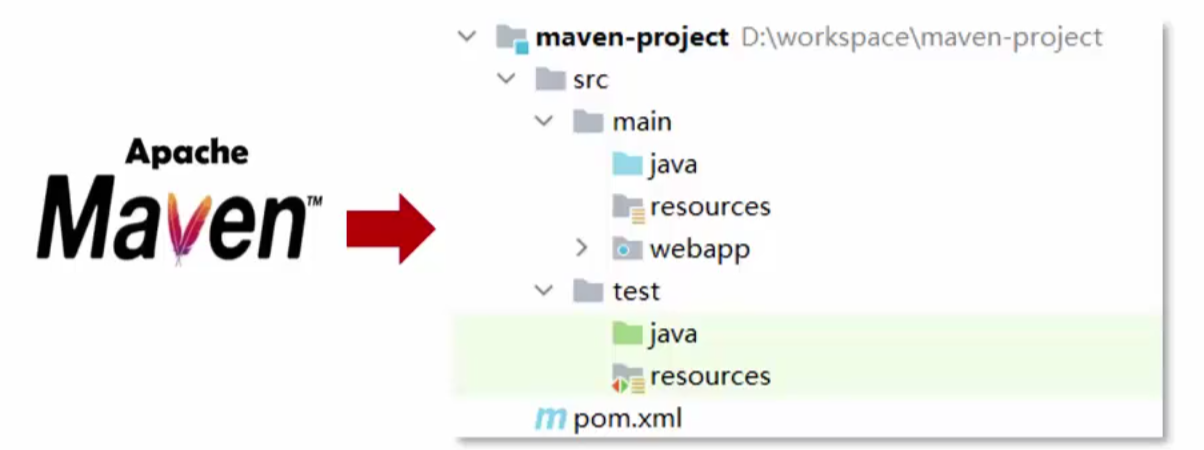 Apache
Maven™
maven-project D:\workspace\maven-project
src
main
java
resources
webapp
test
java
resources
pom.xml